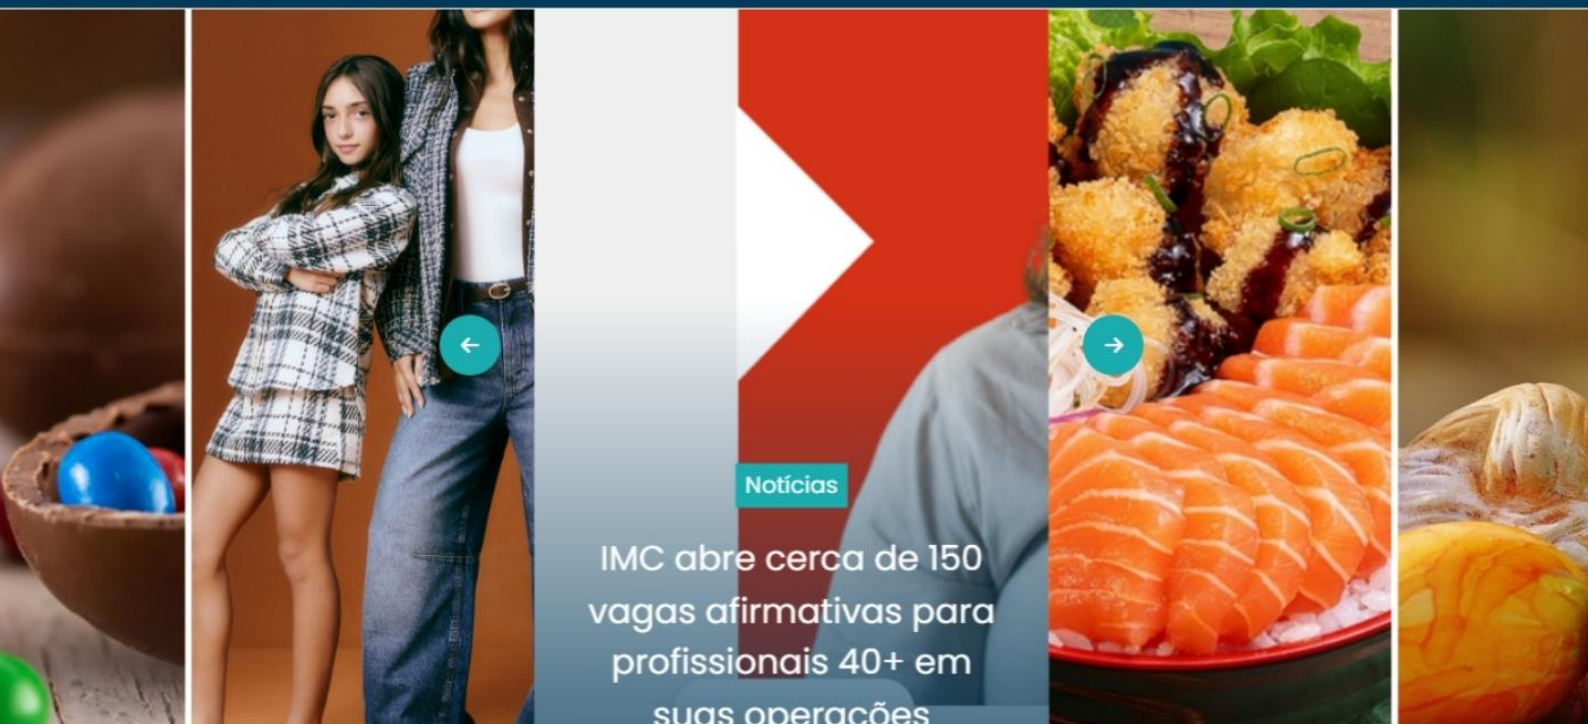 Notícias
IMC abre cerca de 150
vagas afirmativas para
profissionais 40+ em
suas operações